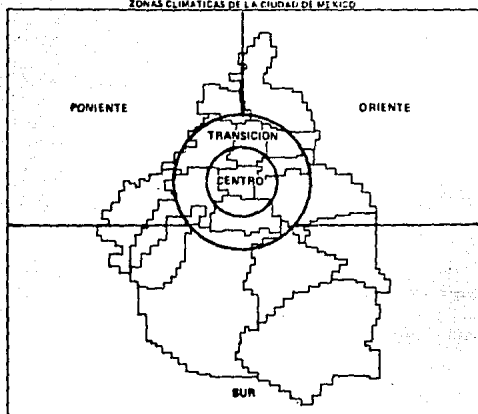 ZONAS CLIMATICAS DE LA CIUDAD DE MEXICO
PONIENTE
ORIENTE
TRANSICION
CENTRO
SUR